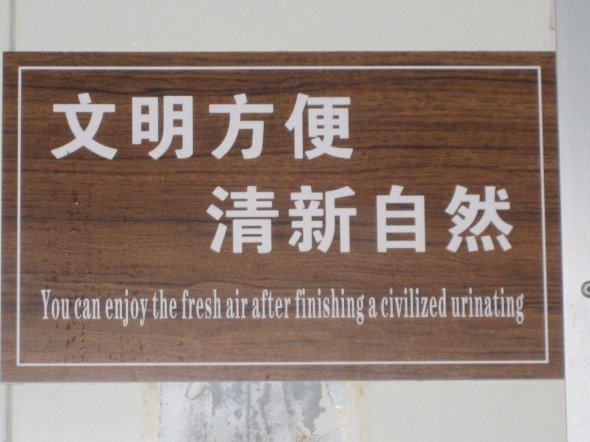 文明方便
清新自然
You can enjoy the fresh air after finishing a civilized urinating